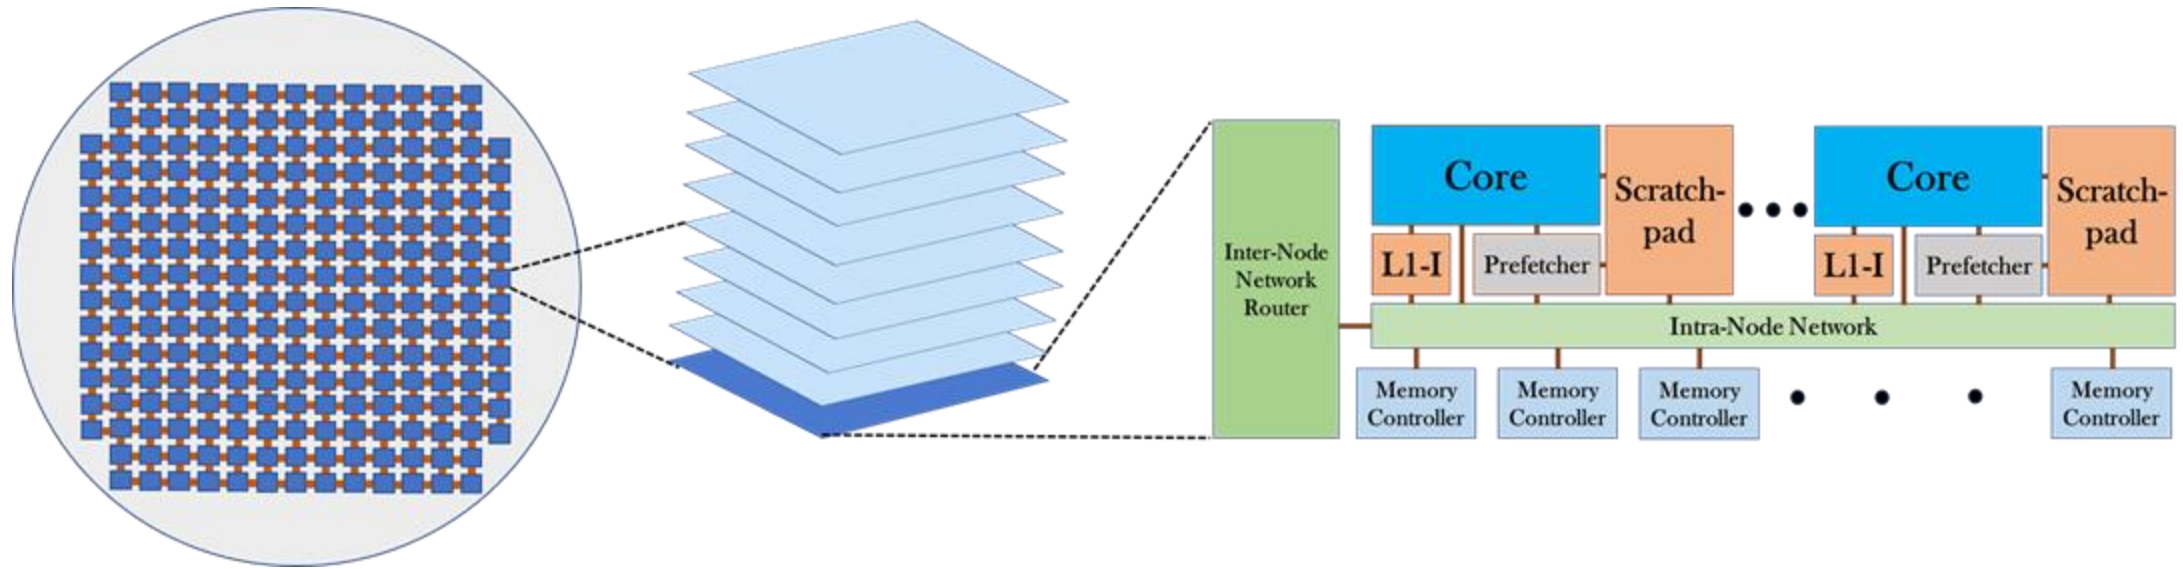 Inter-Node
Network
Router
Core
Scratch-
pad
L1-I
Prefetcher
Core
Scratch-
pad
L1-I
Prefetcher
Intra-Node Network
Memory
Controller
Memory
Controller
Memory
Controller
Memory
Controller